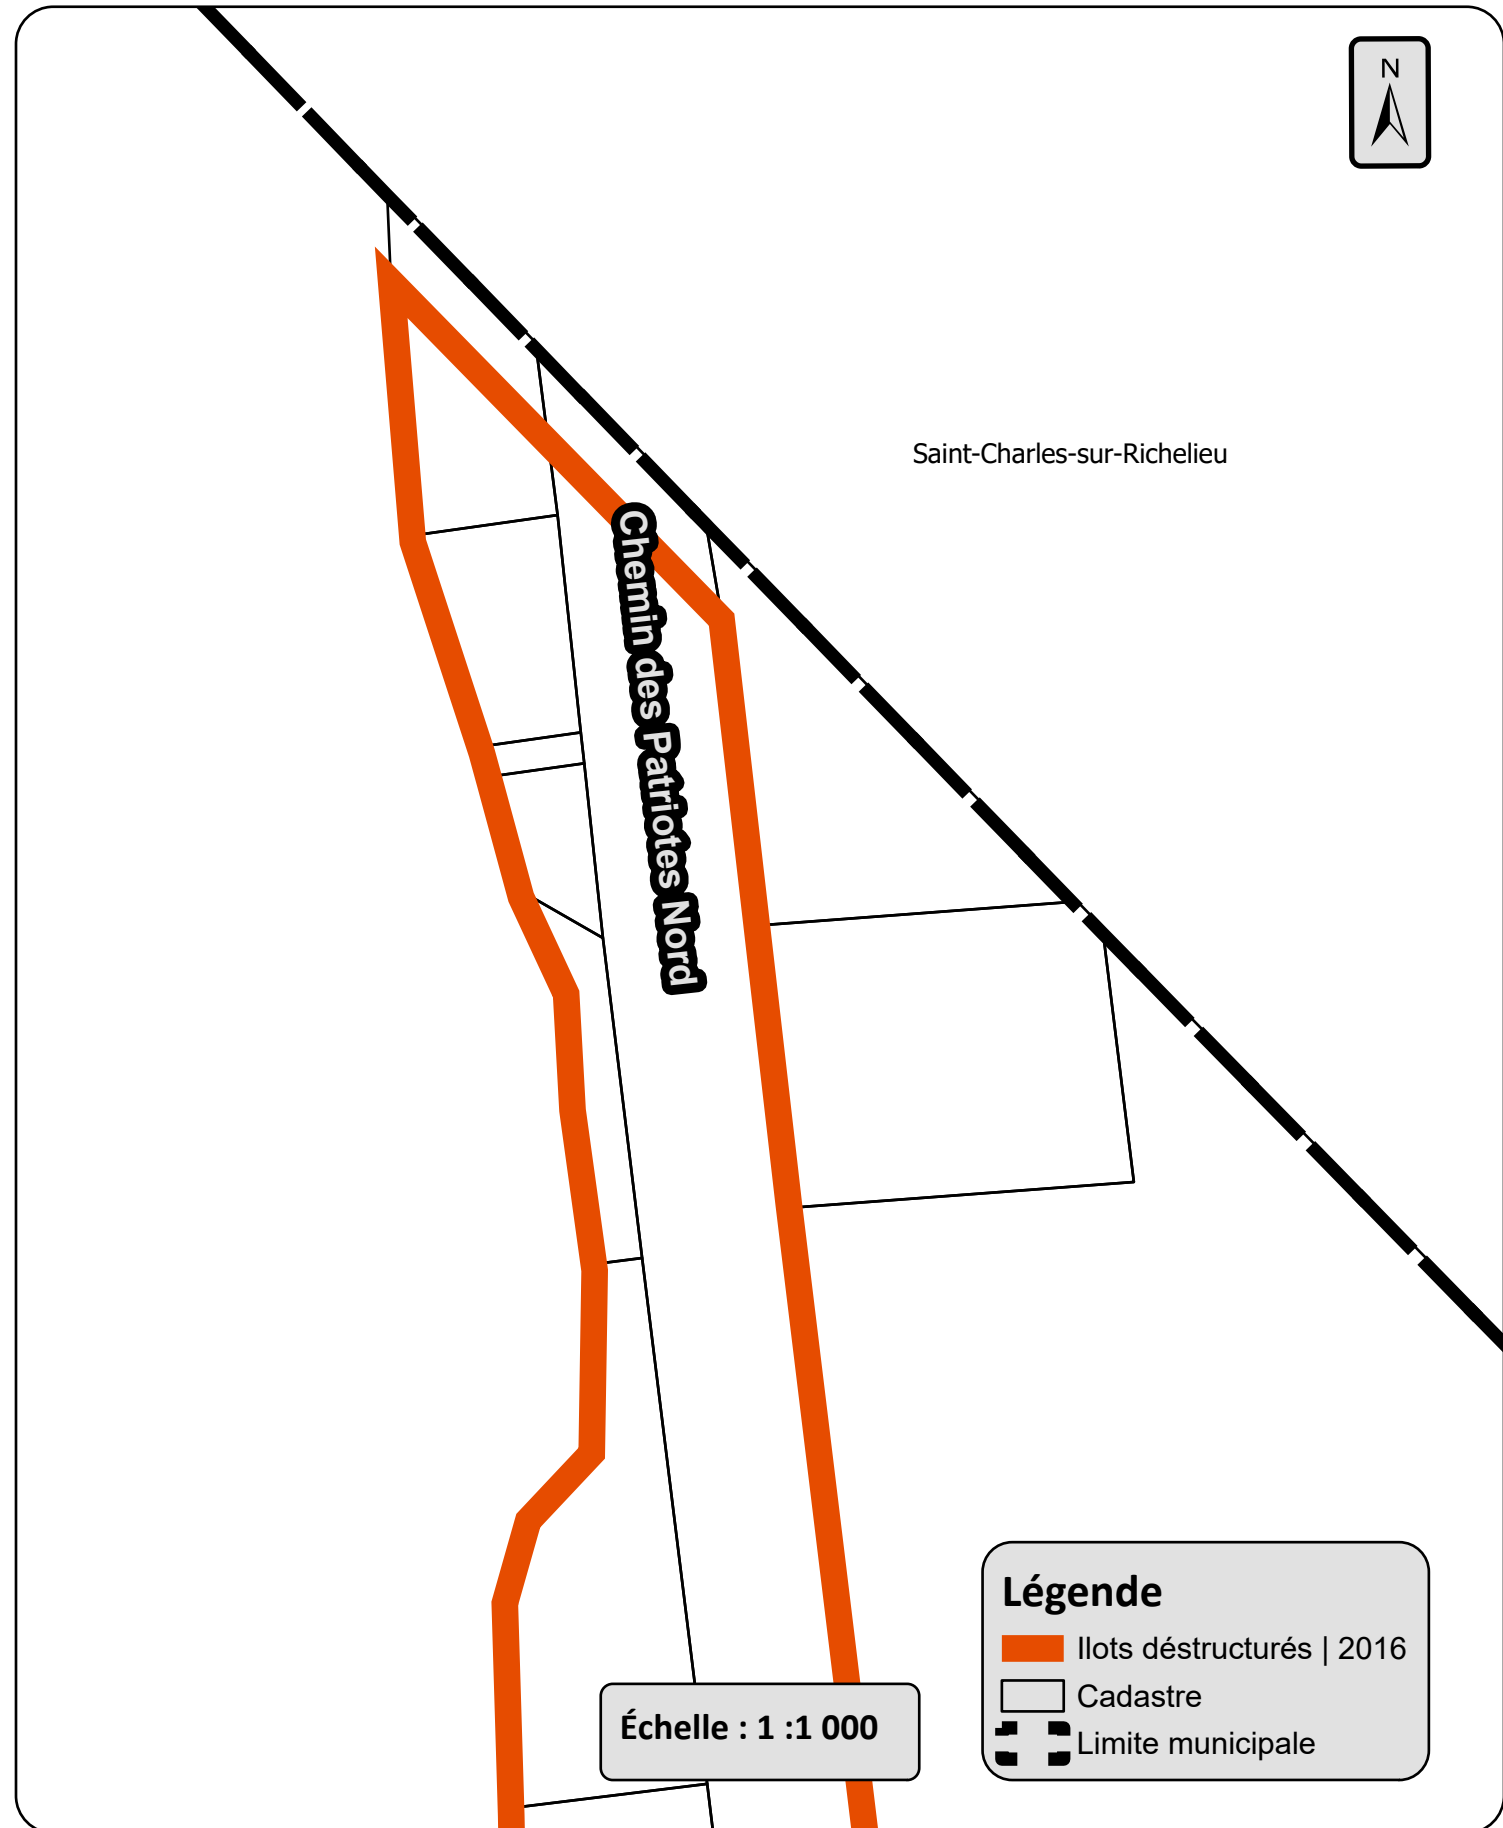 N
Saint-Charles-sur-Richelieu
Chemin des Patriotes Nord
Légende
Ilots déstructurés | 2016
Cadastre
Limite municipale
Échelle : 1 :1 000